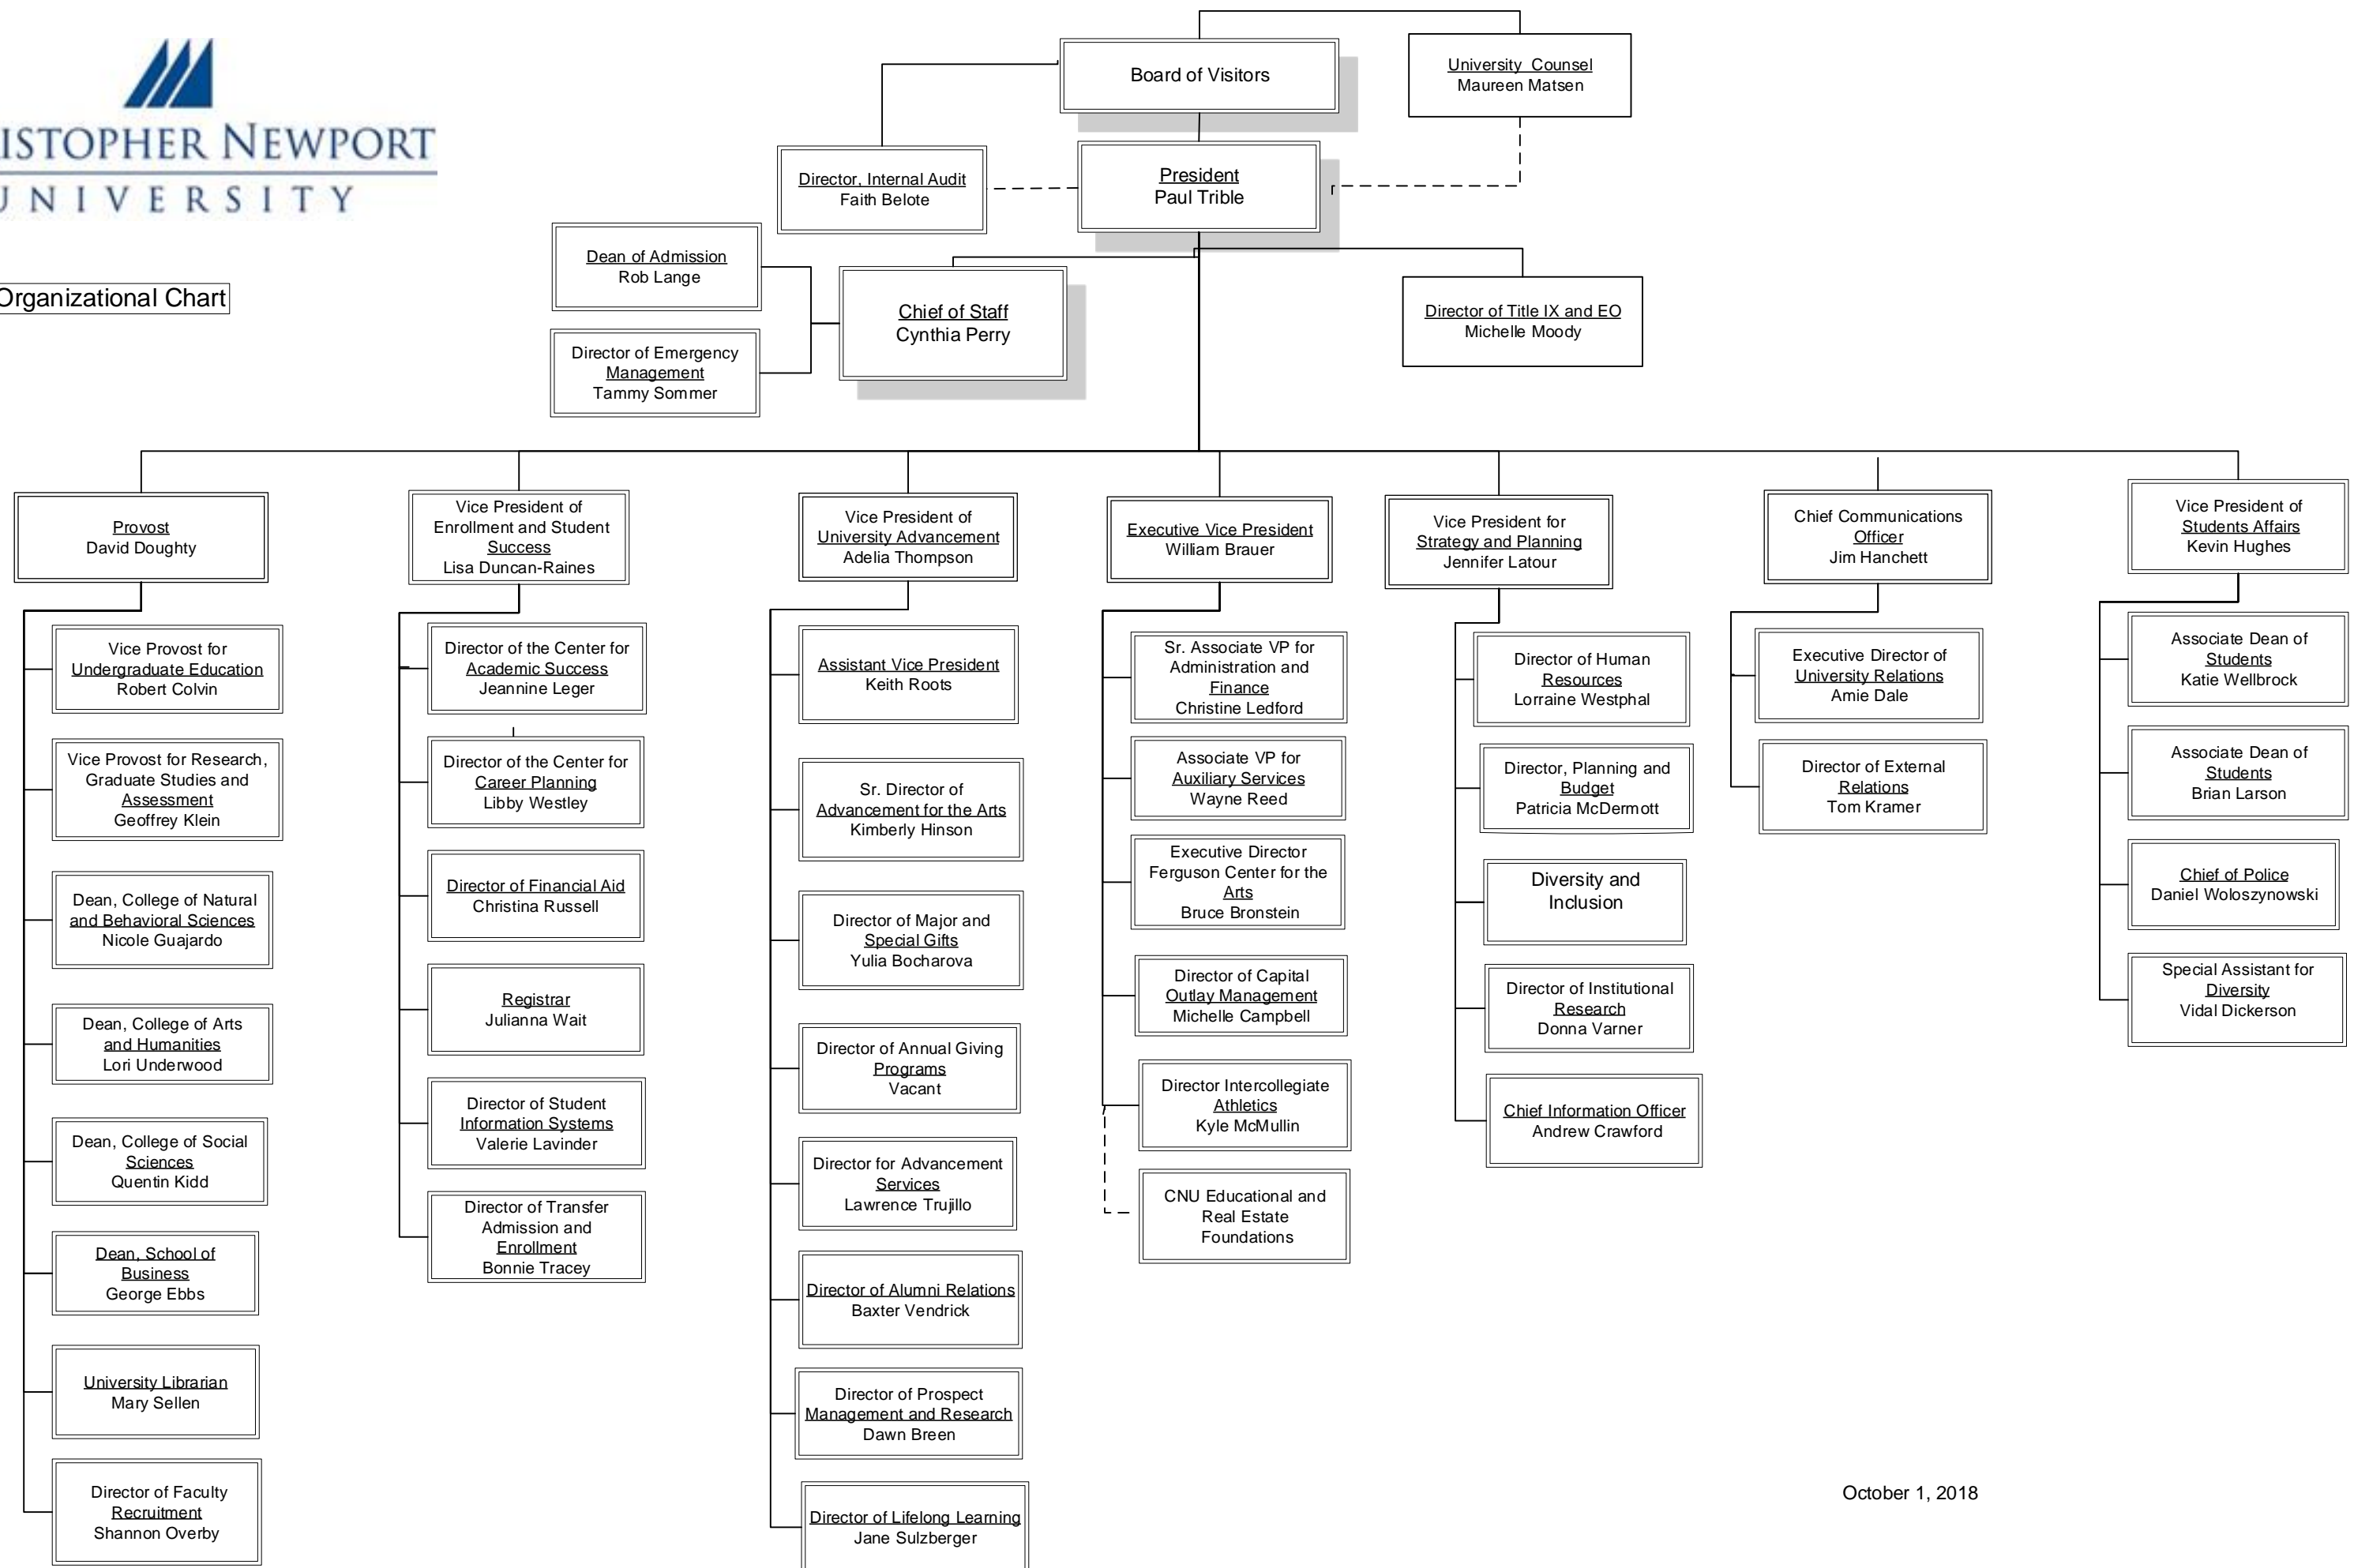 Board of Visitors
University Counsel
Maureen Matsen
ISTOPHER NEWPORT
UNIVERSITY
Director, Internal Audit
Faith Belote
President
Paul Trible
Organizational Chart
Dean of Admission
Rob Lange
Director of Emergency
Management
Tammy Sommer
Chief of Staff
Cynthia Perry
Director of Title IX and EO
Michelle Moody
Provost
David Doughty
Vice Provost for
Undergraduate Education
Robert Colvin
Vice Provost for Research,
Graduate Studies and
Assessment
Geoffrey Klein
Dean, College of Natural
and Behavioral Sciences
Nicole Guajardo
Dean, College of Arts
and Humanities
Lori Underwood
Dean, College of Social
Sciences
Quentin Kidd
Dean, School of
Business
George Ebbs
University Librarian
Mary Sellen
Director of Faculty
Recruitment
Shannon Overby
Vice President of
Enrollment and Student
Success
Lisa Duncan-Raines
Director of the Center for
Academic Success
Jeannine Leger
Director of the Center for
Career Planning
Libby Westley
Director of Financial Aid
Christina Russell
Registrar
Julianna Wait
Director of Student
Information Systems
Valerie Lavinder
Director of Transfer
Admission and
Enrollment
Bonnie Tracey
Vice President of
University Advancement
Adelia Thompson
Assistant Vice President
Keith Roots
Sr. Director of
Advancement for the Arts
Kimberly Hinson
Director of Major and
Special Gifts
Yulia Bocharova
Director of Annual Giving
Programs
Vacant
Director for Advancement
Services
Lawrence Trujillo
Director of Alumni Relations
Baxter Vendrick
Director of Prospect
Management and Research
Dawn Breen
Director of Lifelong Learning
Jane Sulzberger
Executive Vice President
William Brauer
Sr. Associate VP for
Administration and
Finance
Christine Ledford
Associate VP for
Auxiliary Services
Wayne Reed
Executive Director
Ferguson Center for the
Arts
Bruce Bronstein
Director of Capital
Outlay Management
Michelle Campbell
Director Intercollegiate
Athletics
Kyle McMullin
CNU Educational and
Real Estate
Foundations
Vice President for
Strategy and Planning
Jennifer Latour
Director of Human
Resources
Lorraine Westphal
Director, Planning and
Budget
Patricia McDermott
Diversity and
Inclusion
Director of Institutional
Research
Donna Varner
Chief Information Officer
Andrew Crawford
Chief Communications
Officer
Jim Hanchett
Executive Director of
University Relations
Amie Dale
Director of External
Relations
Tom Kramer
Vice President of
Students Affairs
Kevin Hughes
Associate Dean of
Students
Katie Wellbrock
Associate Dean of
Students
Brian Larson
Chief of Police
Daniel Woloszynowski
Special Assistant for
Diversity
Vidal Dickerson
October 1, 2018